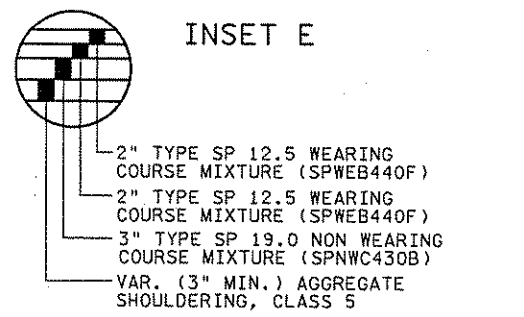 INSET E
2" TYPE SP 12.5 WEARING
COURSE MIXTURE (SPWEB440F)
2" TYPE SP 12.5 WEARING
COURSE MIXTURE (SPWEB440F)
3" TYPE SP 19.0 NON WEARING
COURSE MIXTURE (SPNWC430B)
VAR. (3" MIN.) AGGREGATE
SHOULDERING, CLASS 5